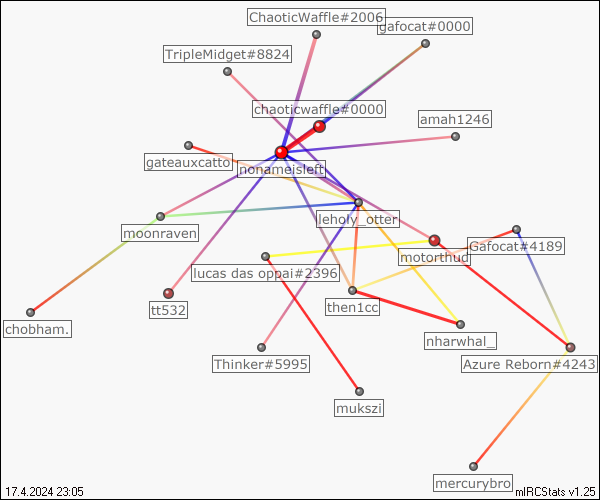 ChaoticWaffle#2006
gafocat#0000
TripleMidget#8824
chaoticwaffle#0000
amah1246
gateauxcatto
nonameisleft
leholy_otter
moonraven
Gafocat#4189
motorthud
lucas das oppai#2396
then1cc
tt532
chobham.
nharwhal_
Thinker#5995
Azure Reborn#4243
mukszi
mercurybro
17.4.2024 23:05
mIRCStats v1.25